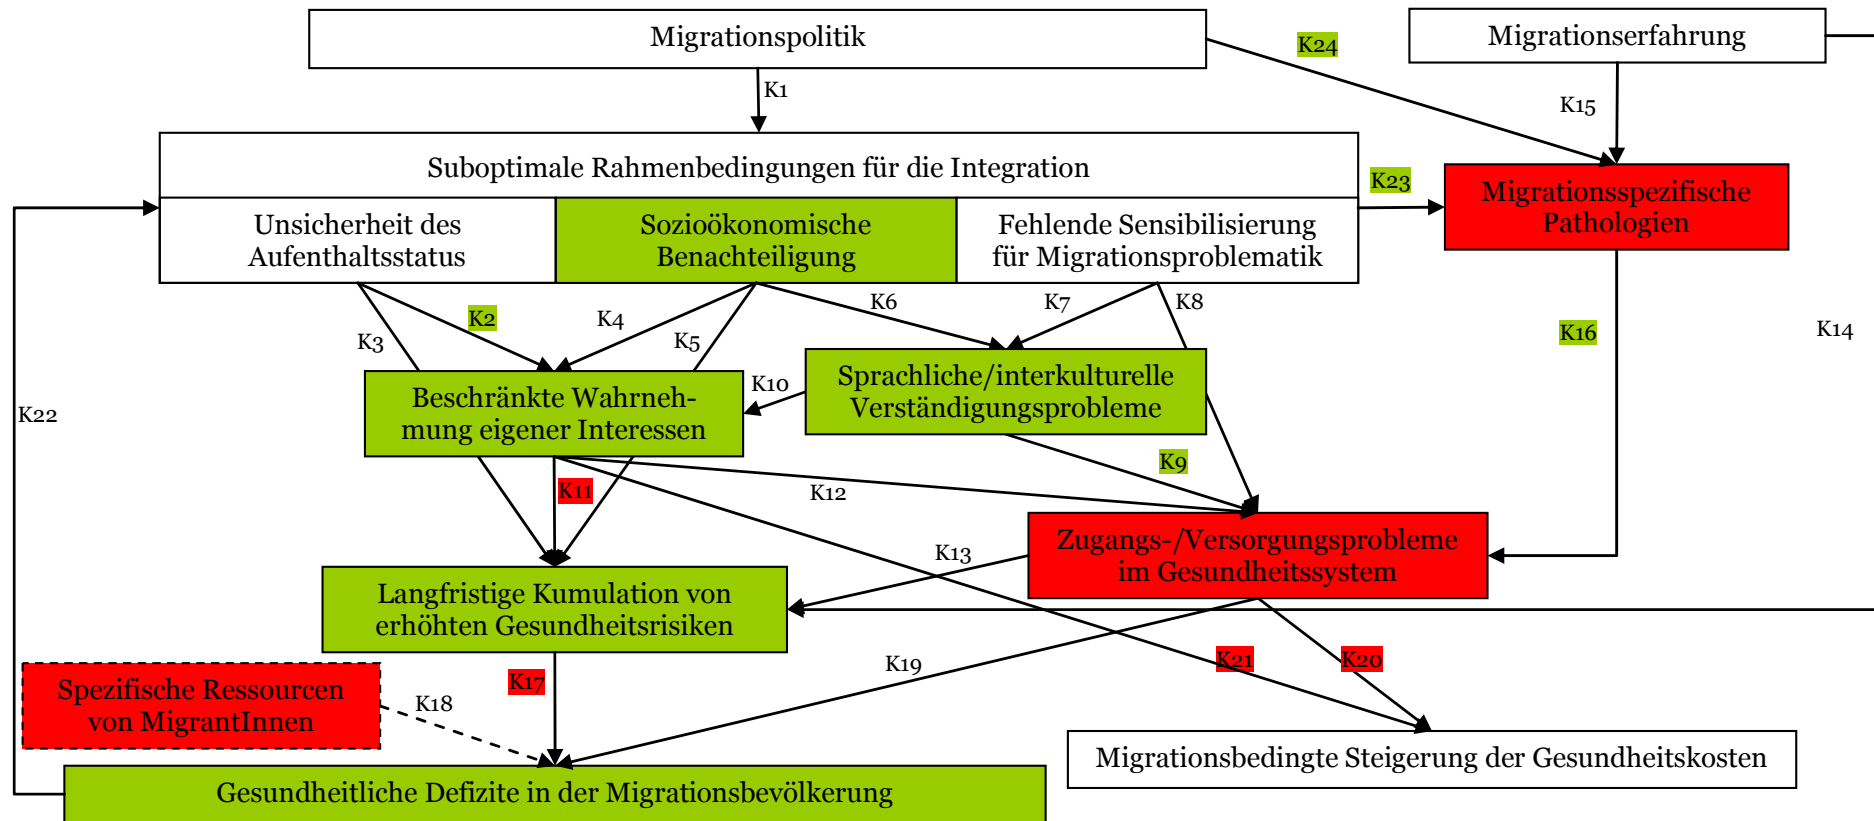 Migrationspolitik
K24
Migrationserfahrung
K1
K15
Suboptimale Rahmenbedingungen für die Integration
K23
Migrationsspezifische
Pathologien
Unsicherheit des
Aufenthaltsstatus
Sozioökonomische
Benachteiligung
Fehlende Sensibilisierung
für Migrationsproblematik
K2
K4
K6
K7
K8
K3
K5
K16
K14
K22
K10
Beschränkte Wahrneh-
mung eigener Interessen
Sprachliche/interkulturelle
Verständigungsprobleme
K9
K11
K12
K13
Zugangs-/Versorgungsprobleme
im Gesundheitssystem
Langfristige Kumulation von
erhöhten Gesundheitsrisiken
K17
K19
K21
K20
Spezifische Ressourcen
von MigrantInnen
K18
Migrationsbedingte Steigerung der Gesundheitskosten
Gesundheitliche Defizite in der Migrationsbevölkerung